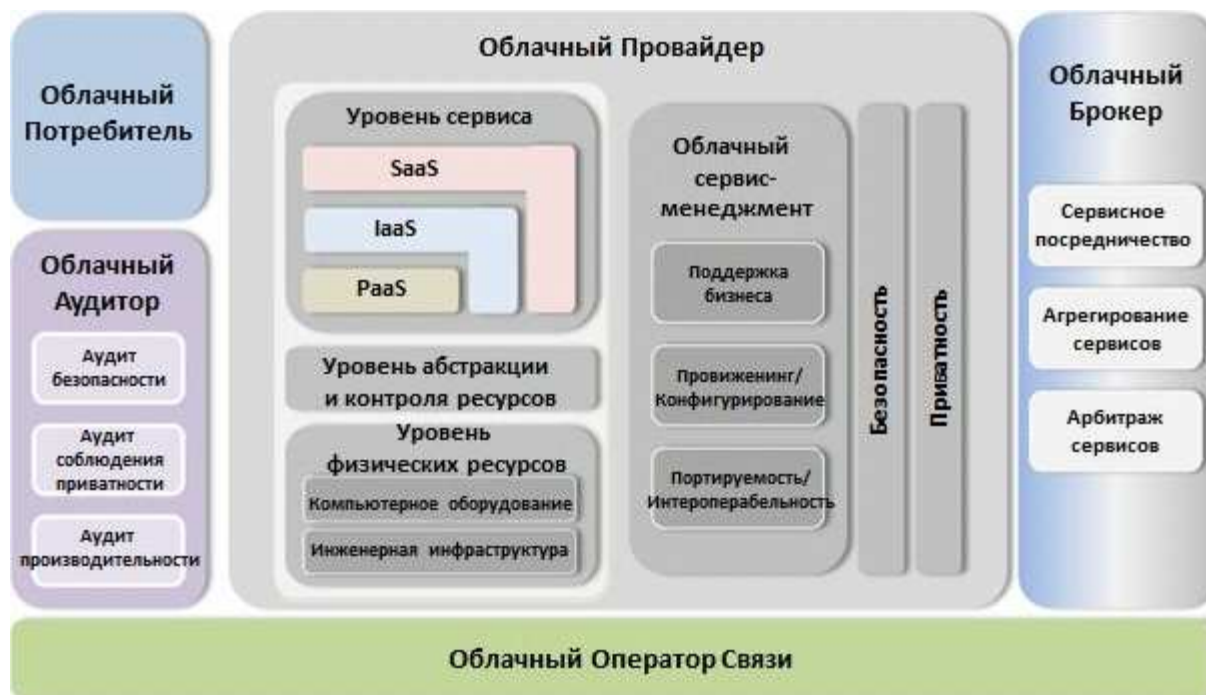 Облачный
Потребитель
Облачный
Аудитор
Аудит
безопасности
Аудит
соблюдения
приватности
Аудит
производительности
Облачный Провайдер
Уровень сервиса
SaaS
IaaS
PaaS
Уровень абстракции
и контроля ресурсов
Уровень
физических ресурсов
Компьютерное оборудование
Инженерная инфраструктура
Облачный
сервис-
менеджмент
Поддержка
бизнеса
Провиженинг/
Конфигурирование
Портируемость/
Интероперабельность
Безопасность
Приватность
Облачный
Брокер
Сервисное
посредничество
Агрегирование
сервисов
Арбитраж
сервисов
Облачный Оператор Связи